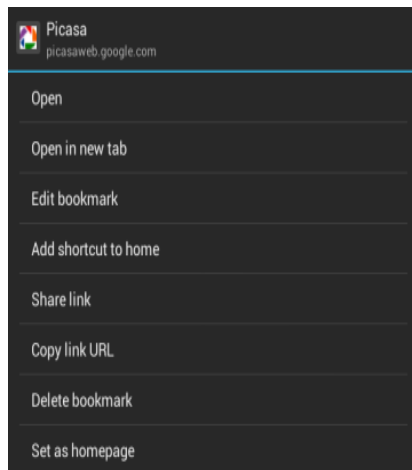 Picasa
picasaweb.google.com
Open
Open in new tab
Edit bookmark
Add shortcut to home
Share link
Copy link URL
Delete bookmark
Set as homepage